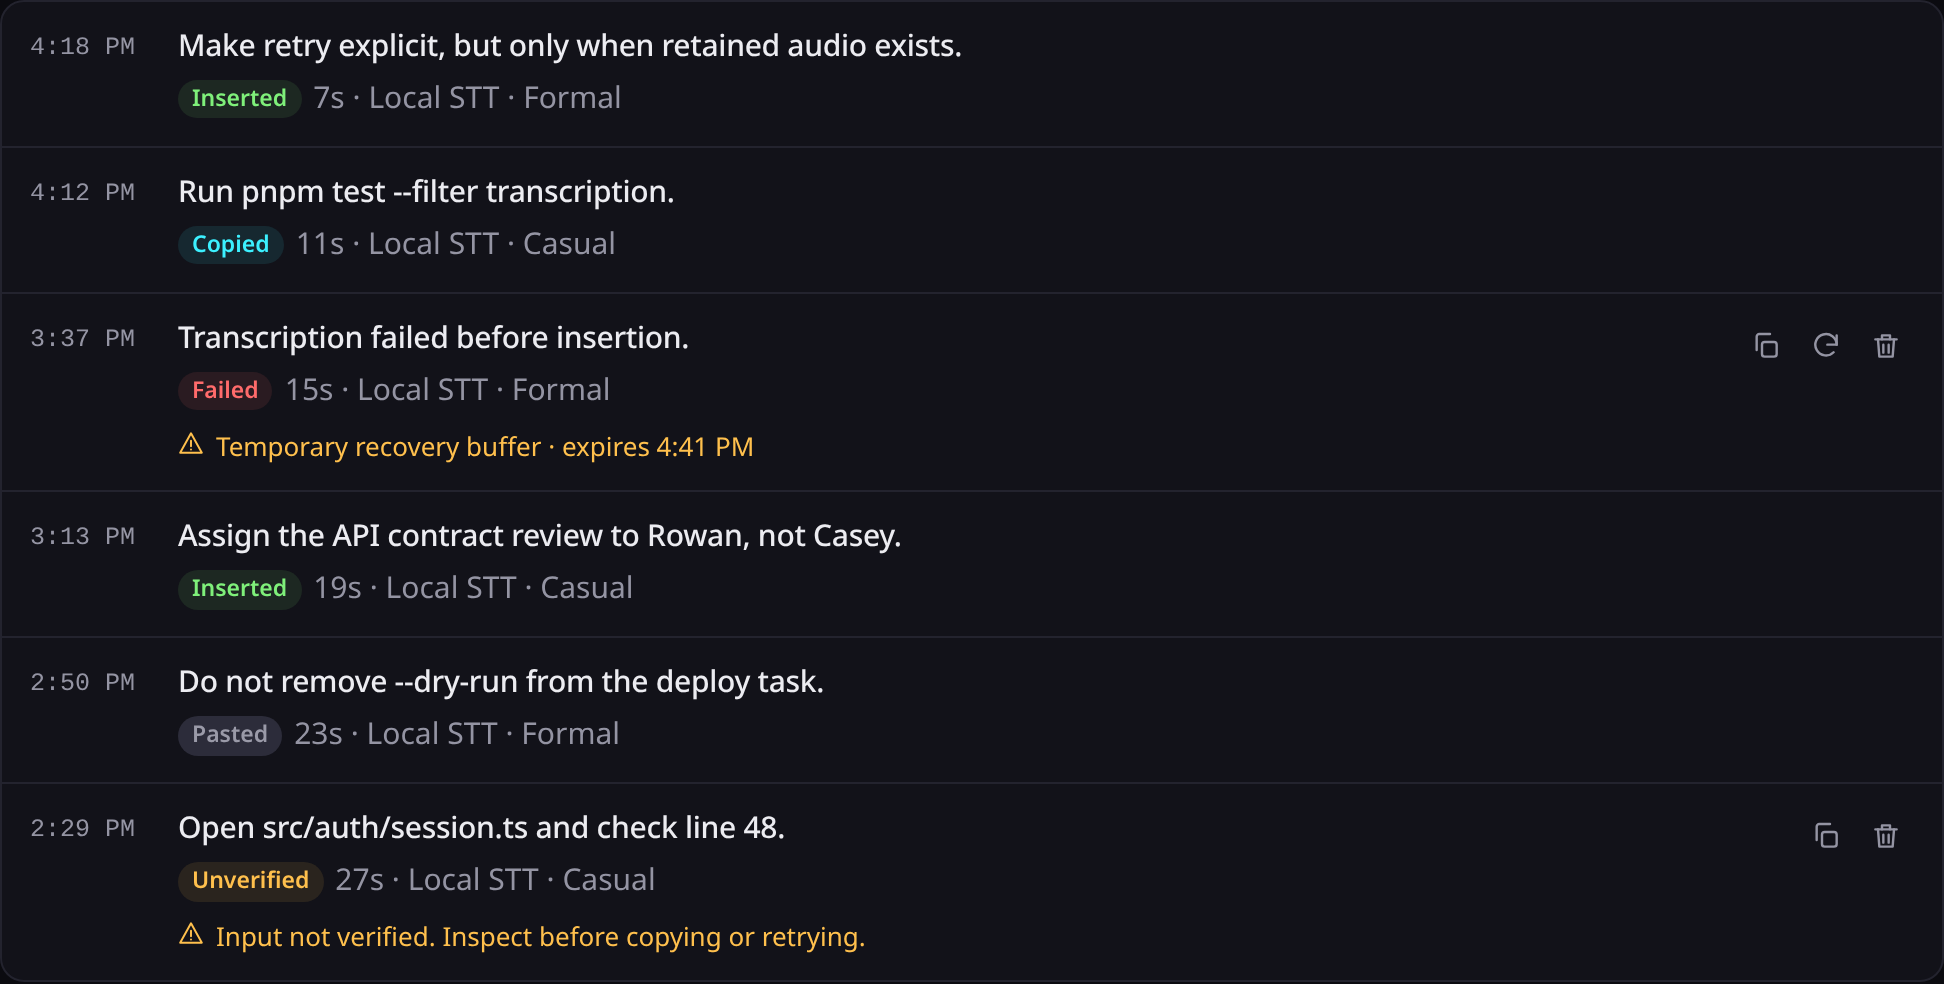 4:18 PM Make retry explicit, but only when retained audio exists.
Inserted 7s · Local STT · Formal
4:12 PM Run pnpm test --filter transcription.
Copied 11s · Local STT · Casual
3:37 PM Transcription failed before insertion.
Failed 15s · Local STT · Formal
Temporary recovery buffer · expires 4:41 PM
3:13 PM Assign the API contract review to Rowan, not Casey.
Inserted 19s · Local STT · Casual
2:50 PM Do not remove --dry-run from the deploy task.
Pasted 23s · Local STT · Formal
2:29 PM Open src/auth/session.ts and check line 48.
Unverified 27s · Local STT · Casual
Input not verified. Inspect before copying or retrying.